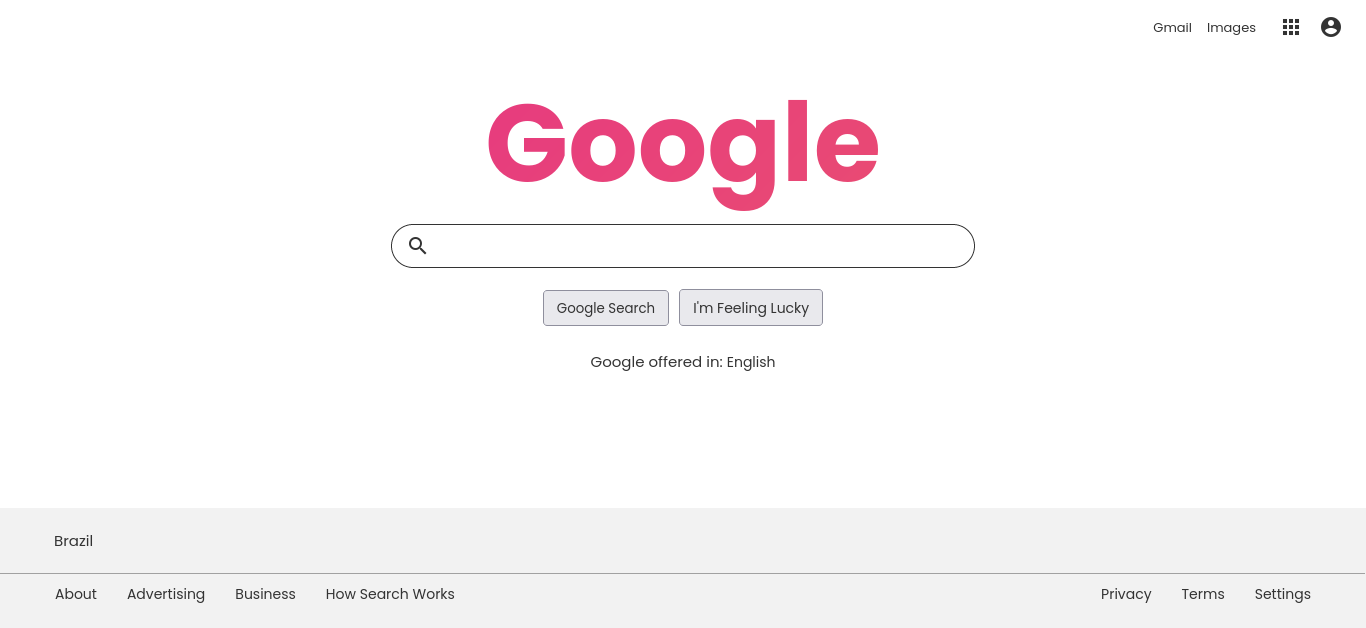 Gmail Images
Google
Google Search I'm Feeling Lucky
Google offered in: English
Brazil
About Advertising Business How Search Works Privacy Terms Settings